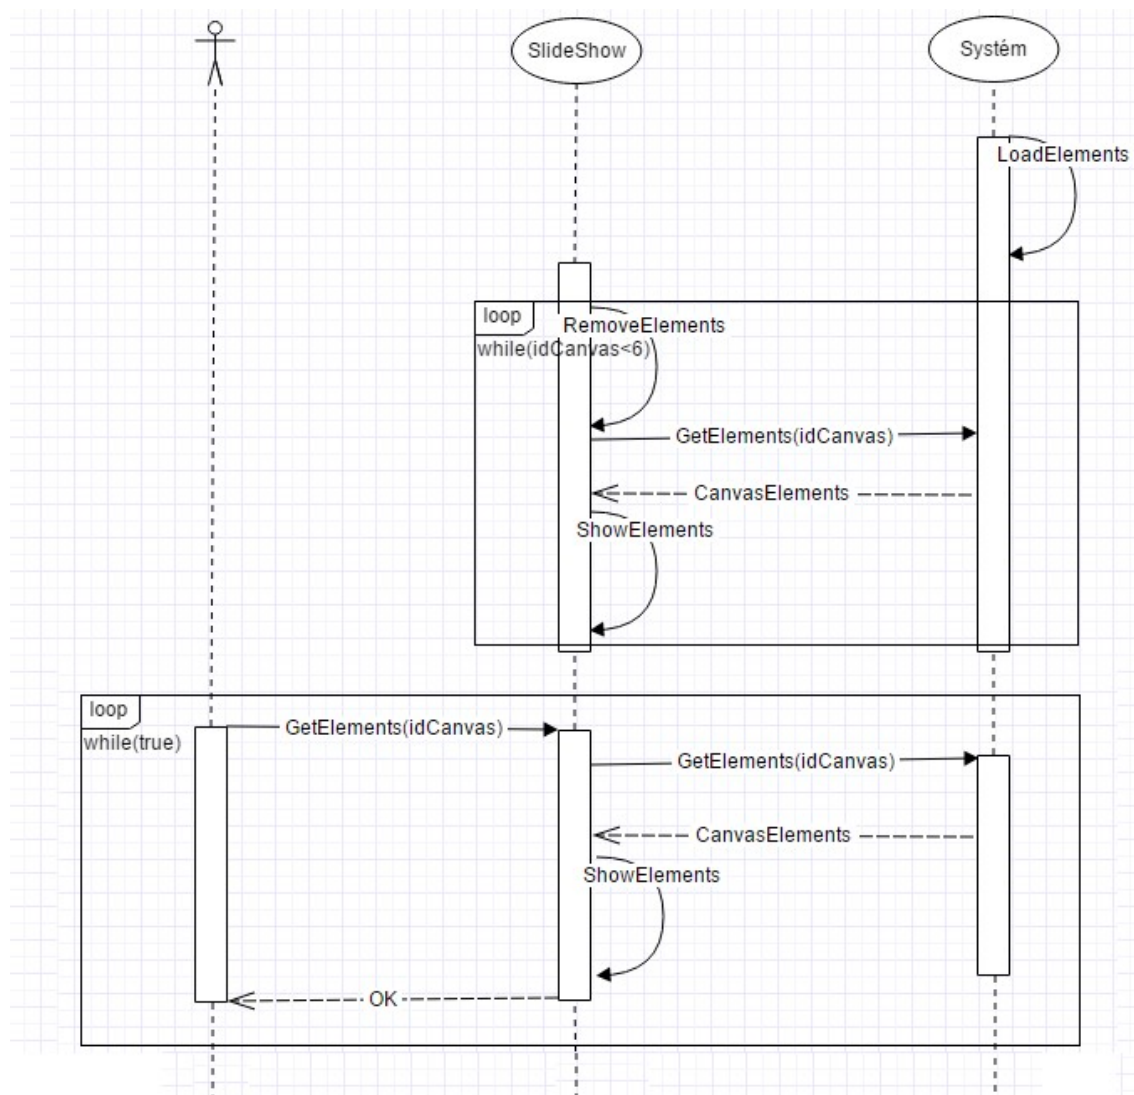 SlideShow
Systém
LoadElements
loop
RemoveElements
while(idCanvas<6)
GetElements(idCanvas)
CanvasElements
ShowElements
loop
GetElements(idCanvas)
while(true)
GetElements(idCanvas)
CanvasElements
ShowElements
OK